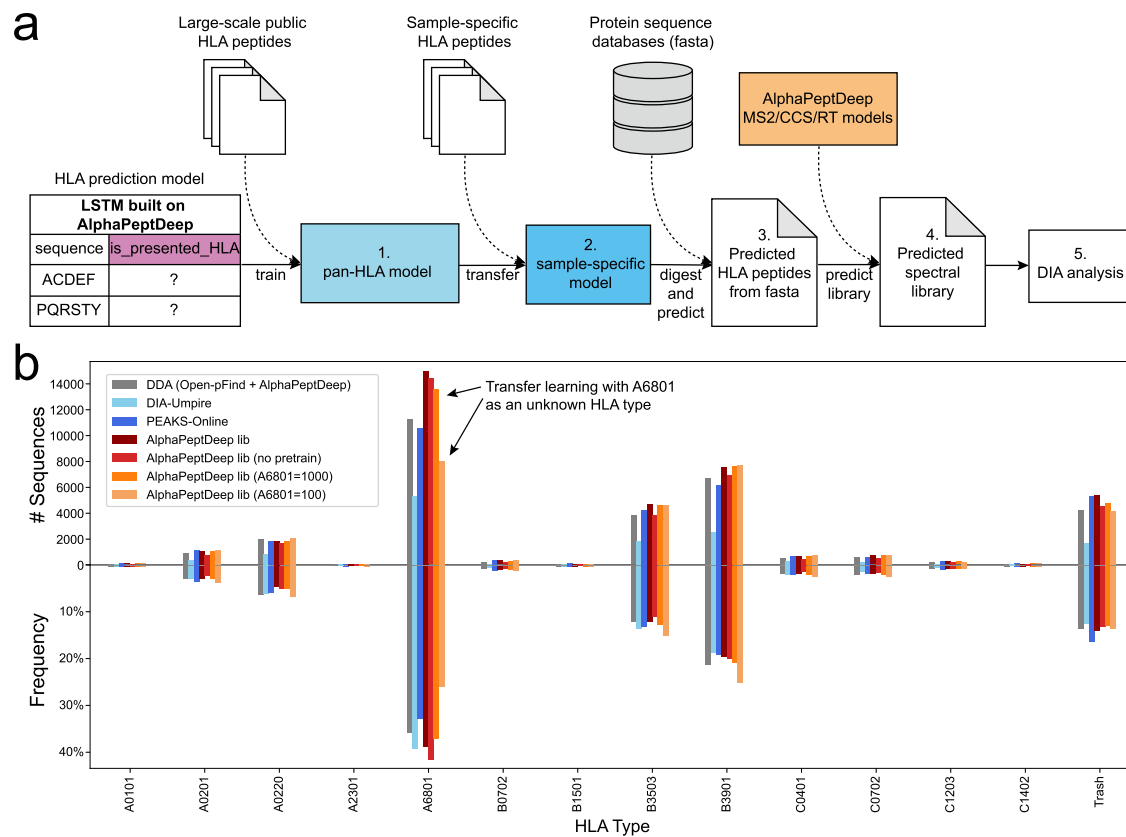 a
Large-scale public
HLA peptides
Sample-specific
HLA peptides
Protein sequence
databases (fasta)
AlphaPeptDeep
MS2/CCS/RT models
HLA prediction model
LSTM built on
AlphaPeptDeep
sequence is_presented_HLA
ACDEF ?
PQRSTY ?
train
1.
pan-HLA model
transfer
2.
sample-specific
model
digest
and
predict
3.
Predicted
HLA peptides
from fasta
predict
library
4.
Predicted
spectral
library
5.
DIA analysis
b
DDA (Open-pFind + AlphaPeptDeep)
DIA-Umpire
PEAKS-Online
AlphaPeptDeep lib
AlphaPeptDeep lib (no pretrain)
AlphaPeptDeep lib (A6801=1000)
AlphaPeptDeep lib (A6801=100)
Transfer learning with A6801
as an unknown HLA type
# Sequences
14000
12000
10000
8000
6000
4000
2000
0
Frequency
10%
20%
30%
40%
A0101
A0201
A0220
A2301
A6801
B0702
B1501
B3503
B3901
C0401
C0702
C1203
C1402
Trash
HLA Type